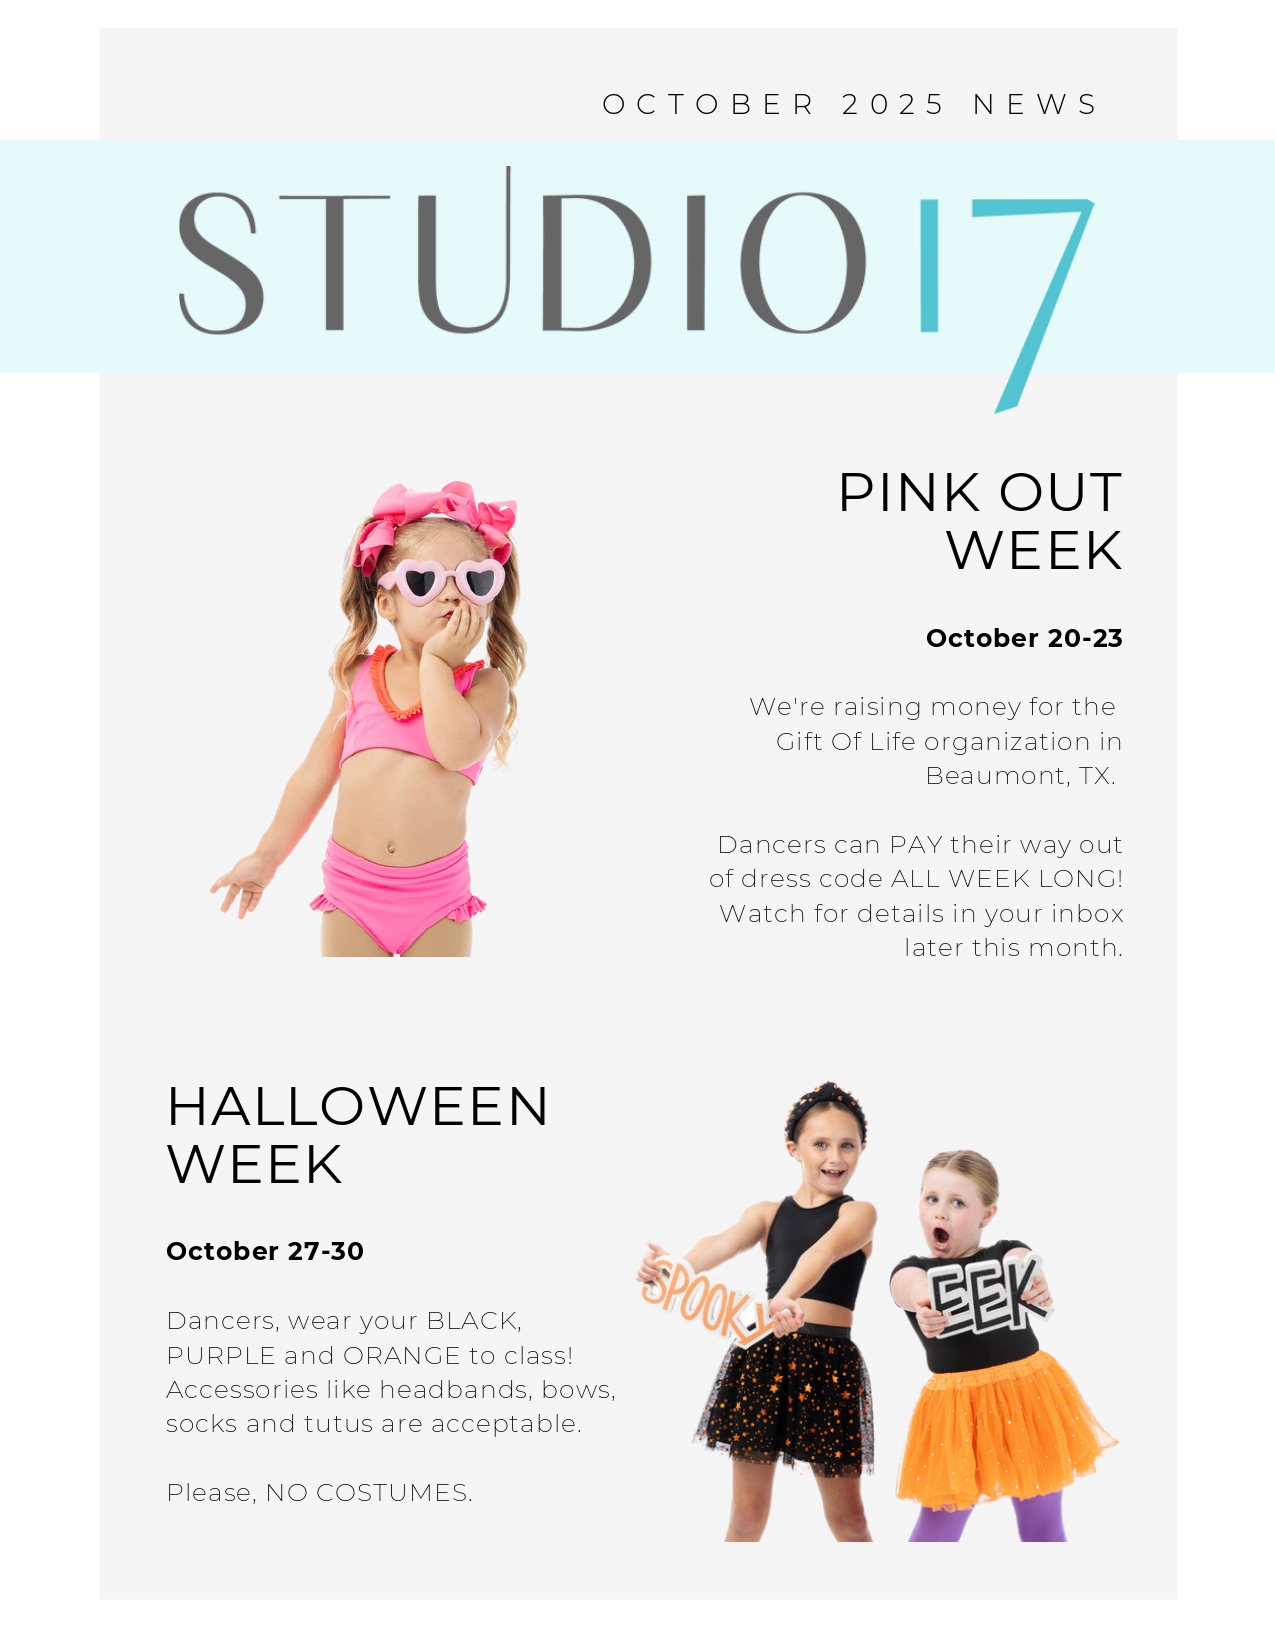 OCTOBER 2025 NEWS
STUDIO 17
PINK OUT
WEEK
October 20-23
We're raising money for the
Gift Of Life organization in
Beaumont, TX.
Dancers can PAY their way out
of dress code ALL WEEK LONG!
Watch for details in your inbox
later this month.
HALLOWEEN
WEEK
October 27-30
Dancers, wear your BLACK,
PURPLE and ORANGE to class!
Accessories like headbands, bows,
socks and tutus are acceptable.
Please, NO COSTUMES.
SPOOKY
EEK